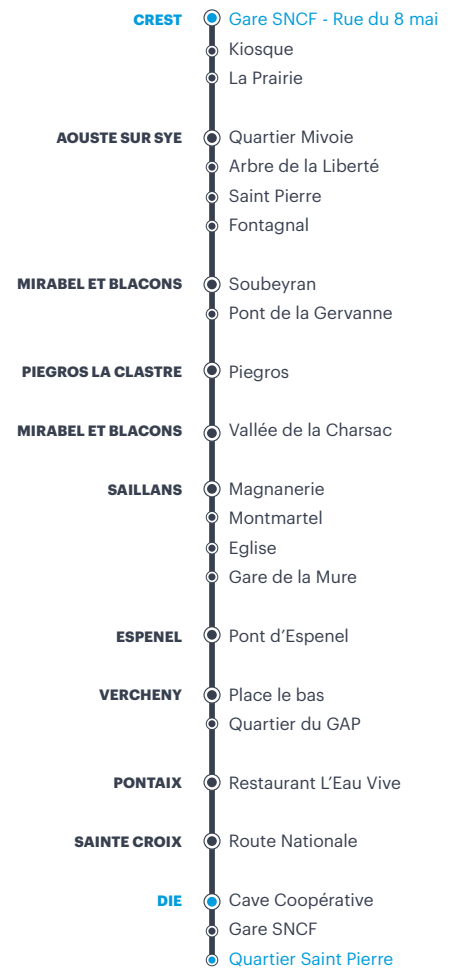 CREST Gare SNCF - Rue du 8 mai
Kiosque
La Prairie
AOUSTE SUR SYE Quartier Mivoie
Arbre de la Liberté
Saint Pierre
Fontagnal
MIRABEL ET BLACONS Soubeyran
Pont de la Gervanne
PIEGROS LA CLASTRE Piegros
MIRABEL ET BLACONS Vallée de la Charsac
SAILLANS Magnanerie
Montmartel
Eglise
Gare de la Mure
ESPENEL Pont d'Espenel
VERCHENY Place le bas
Quartier du GAP
PONTAIX Restaurant L'Eau Vive
SAINTE CROIX Route Nationale
DIE Cave Coopérative
Gare SNCF
Quartier Saint Pierre